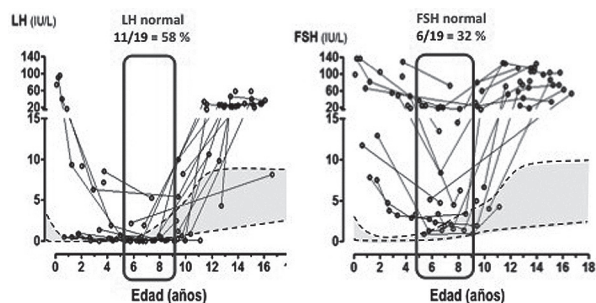 LH (IU/L)
LH normal
11/19 = 58 %
140
100
60
20
15
10
5
0
0 2 4 6 8 10 12 14 16
Edad (años)
FSH (IU/L)
FSH normal
6/19 = 32 %
140
100
60
20
15
10
5
0
0 2 4 6 8 10 12 14 16 18
Edad (años)